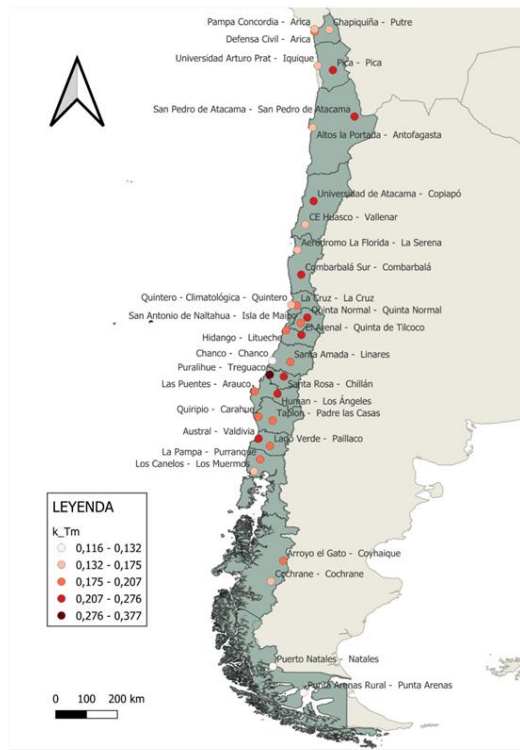 Pampa Concordia - Arica
Chapiquiña - Putre
Defensa Civil - Arica
Universidad Arturo Prat - Iquique
Pica - Pica
San Pedro de Atacama - San Pedro de Atacama
Altos la Portada - Antofagasta
Universidad de Atacama - Copiapó
CE Huasco - Vallenar
Aeródromo La Florida - La Serena
Combarbalá Sur - Combarbalá
Quintero - Climatológica - Quintero
La Cruz - La Cruz
San Antonio de Naltahua - Isla de Maipo
Quinta Normal - Quinta Normal
El Arenal - Quinta de Tilcoco
Hidango - Litueche
Chanco - Chanco
Santa Amada - Linares
Puralihue - Treguaco
Santa Rosa - Chillán
Las Puentes - Arauco
Human - Los Ángeles
Quiripio - Carahue
Tabión - Padre las Casas
Austral - Valdivia
Lago Verde - Paillaco
La Pampa - Purranque
Los Canelos - Los Muermos
LEYENDA
k_Tm
0,116 - 0,132
0,132 - 0,175
0,175 - 0,207
0,207 - 0,276
0,276 - 0,377
Arroyo el Gato - Coyhaique
Cochrane - Cochrane
Puerto Natales - Natales
Punta Arenas Rural - Punta Arenas
0 100 200 km